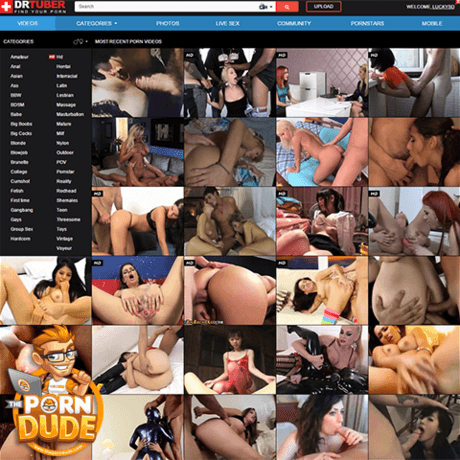 DRTUBER
FIND YOUR PORN
Search
UPLOAD
WELCOME,
VIDEOS
CATEGORIES
PHOTOS
LIVE SEX
COMMUNITY
PORNSTARS
MOBILE
CATEGORIES
MOST RECENT PORN VIDEOS
Amateur
HD
Anal
Hentai
Asian
Interracial
Ass
Latin
BBW
Lesbian
BDSM
Massage
Babe
Masturbation
Big Boobs
Mature
Big Cocks
Milf
Blonde
Nylon
Blowjob
Outdoor
Brunette
POV
College
Pornstar
Cumshot
Reality
Fetish
Redhead
First time
Shemales
Gangbang
Teen
Gays
Threesome
Group Sex
Toys
Hardcore
Vintage
Voyeur
HD
HD
HD
HD
HD
HD
THE
PORN
DUDE